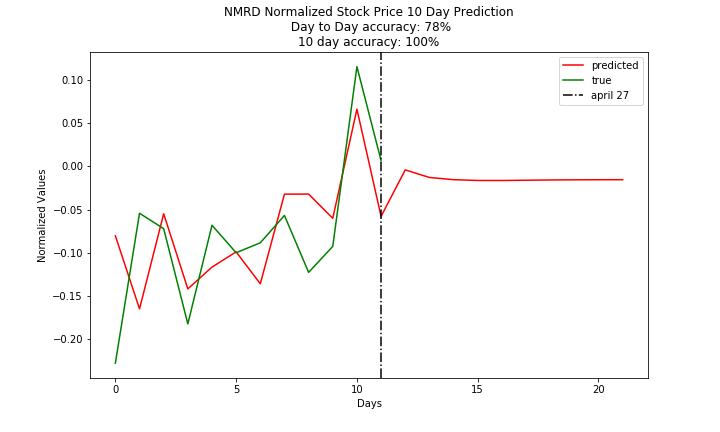 NMRD Normalized Stock Price 10 Day Prediction
Day to Day accuracy: 78%
10 day accuracy: 100%
predicted
true
april 27
0.10
0.05
0.00
−0.05
−0.10
−0.15
−0.20
Normalized Values
0 5 10 15 20
Days